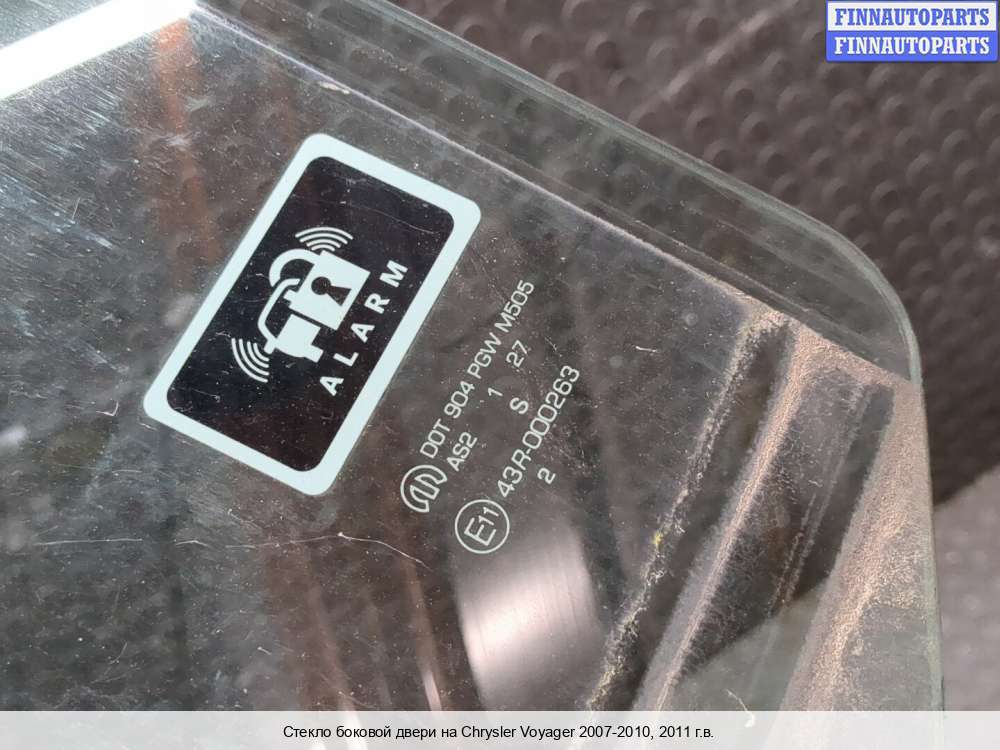 FINNAUTOPARTS
FINNAUTOPARTS
ALARM
DOT 904 PGW M505
AS2 1 27
S
E11 43R-000263
2
Стекло боковой двери на Chrysler Voyager 2007-2010, 2011 г.в.